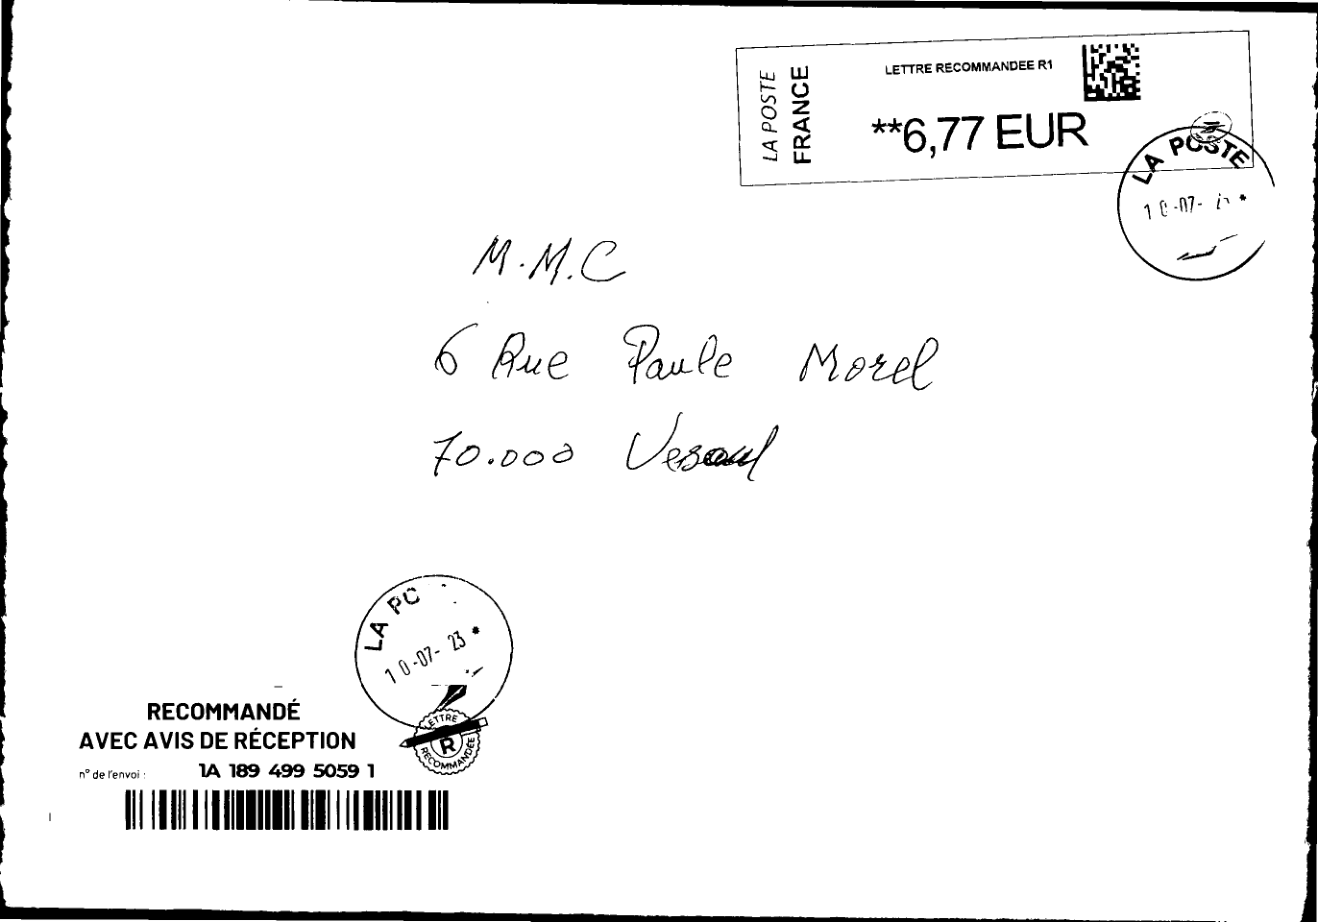 LA POSTE
FRANCE
LETTRE RECOMMANDEE R1
**6,77 EUR
LA POSTE
10-07-
M.M.C
6 Rue Paule Morel
70.000 Vesoul
LA PO
10-07-23 *
RECOMMANDÉ
AVEC AVIS DE RÉCEPTION
n° de l'envoi : 1A 189 499 5059 1
LETTRE
R
RECOMMANDÉE